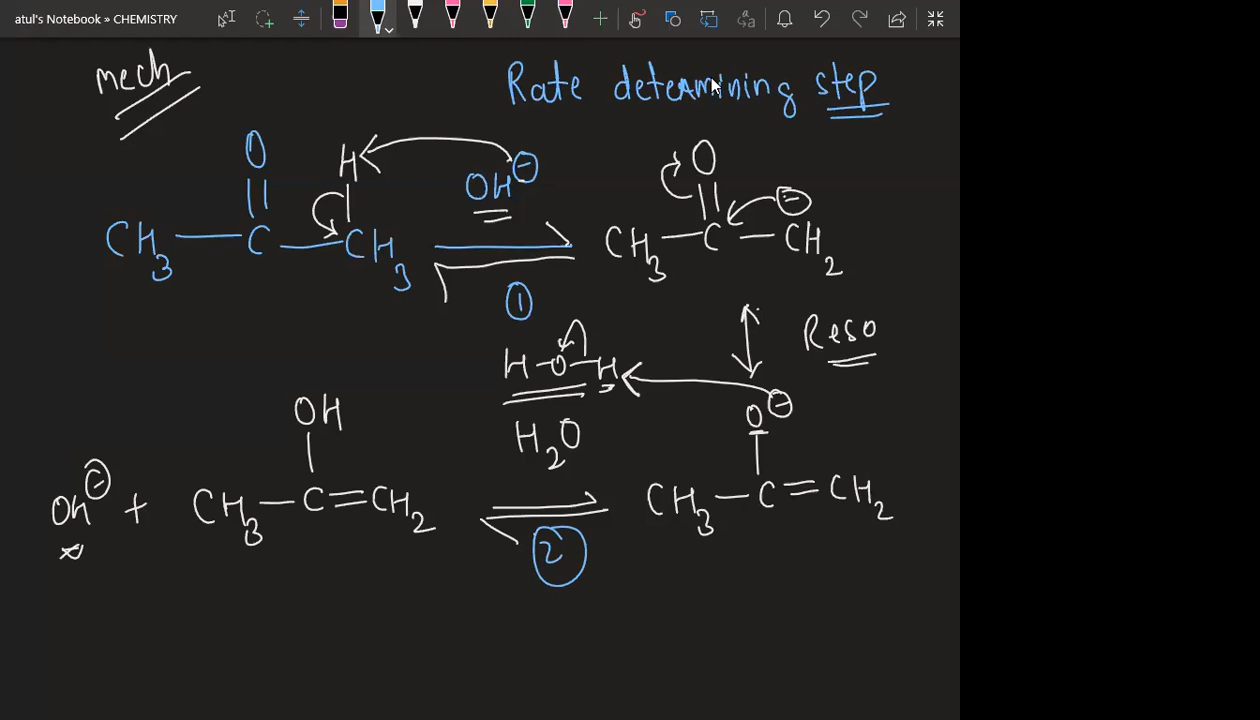 atul's Notebook » CHEMISTRY
mech
Rate determining step
O H OH⊖ O
CH₃ — C — CH₃ ⇌ CH₃ — C — CH₂ ⊖
①
Reso
H-O-H
OH O⊖
H₂O
OH⊖ + CH₃ — C = CH₂ ⇌ CH₃ — C = CH₂
②